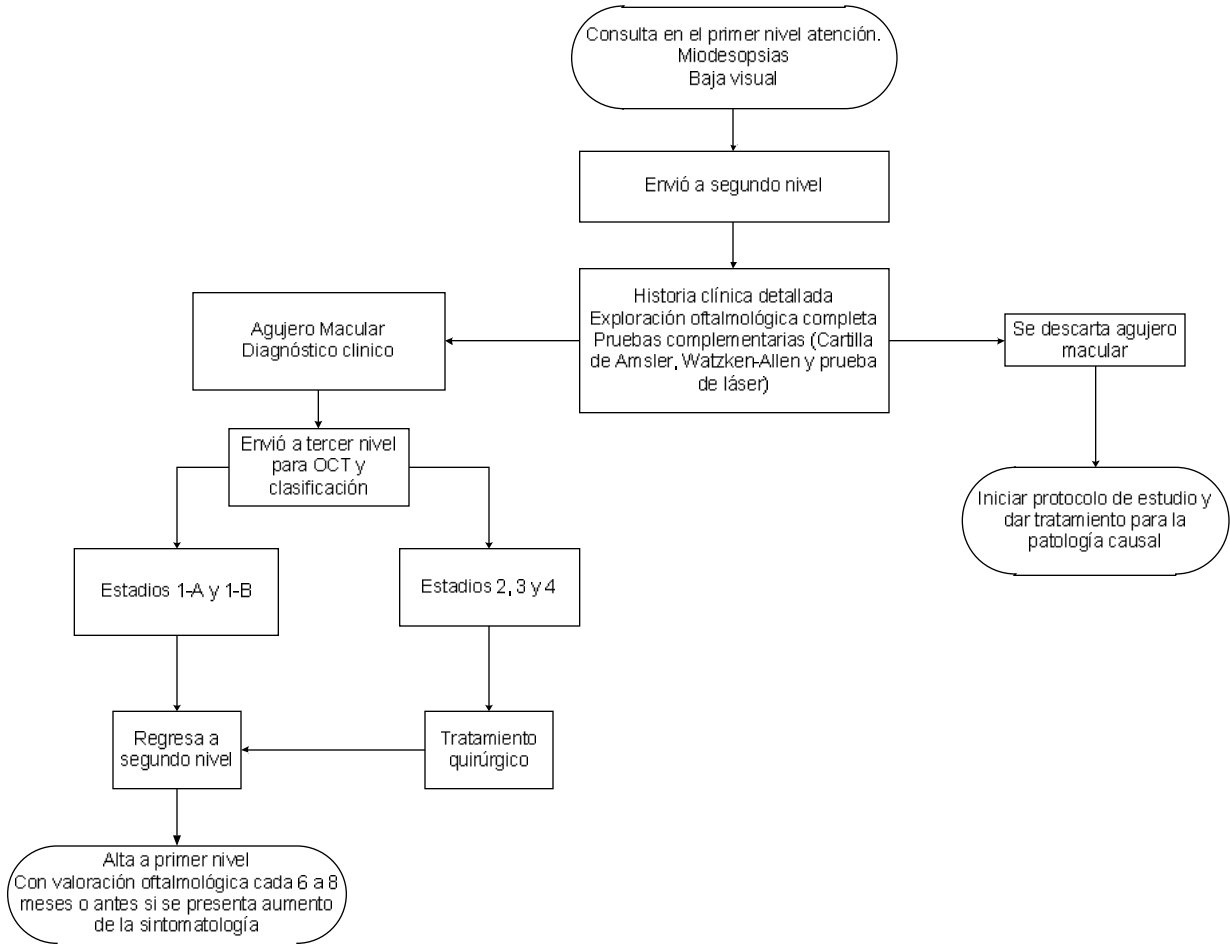 Consulta en el primer nivel atención.
Miodesopsias
Baja visual
Envió a segundo nivel
Historia clínica detallada
Exploración oftalmológica completa
Pruebas complementarias (Cartilla
de Amsler, Watzken-Allen y prueba
de láser)
Agujero Macular
Diagnóstico clinico
Se descarta agujero
macular
Envió a tercer nivel
para OCT y
clasificación
Iniciar protocolo de estudio y
dar tratamiento para la
patología causal
Estadios 1-A y 1-B
Estadios 2, 3 y 4
Regresa a
segundo nivel
Tratamiento
quirúrgico
Alta a primer nivel
Con valoración oftalmológica cada 6 a 8
meses o antes si se presenta aumento
de la sintomatología